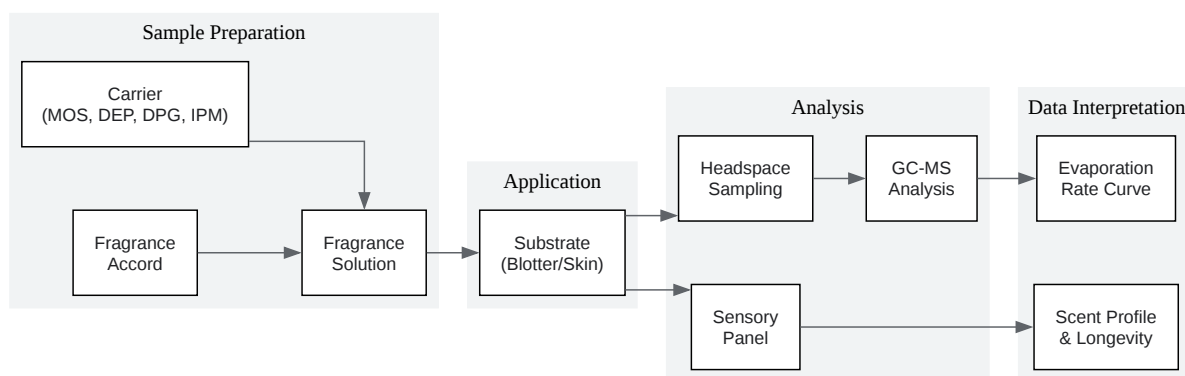 Sample Preparation
Carrier
(MOS, DEP, DPG, IPM)
Fragrance
Accord
Fragrance
Solution
Application
Substrate
(Blotter/Skin)
Analysis
Headspace
Sampling
GC-MS
Analysis
Sensory
Panel
Data Interpretation
Evaporation
Rate Curve
Scent Profile
& Longevity